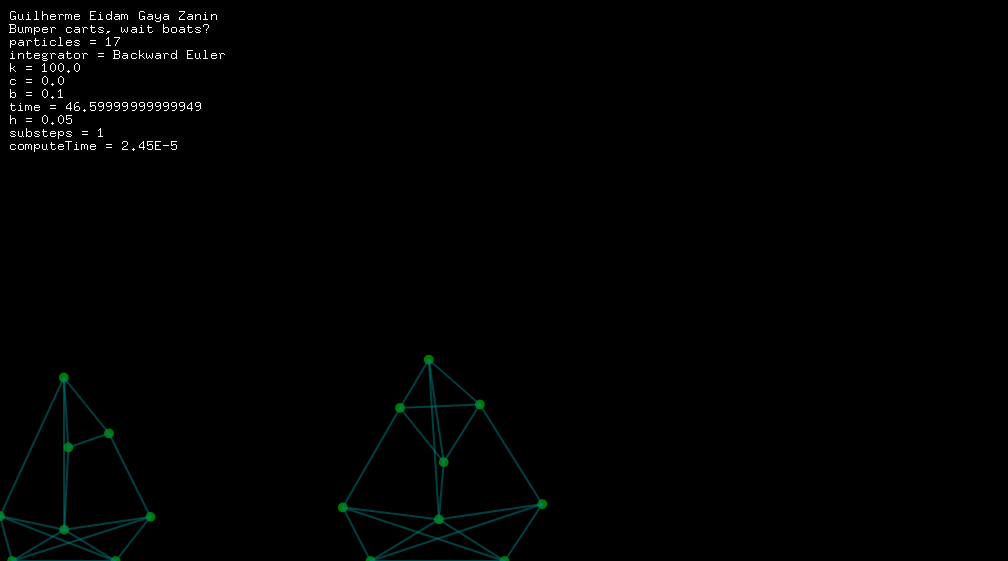 Guilherme Eidam Gaya Zanin
Bumper carts, wait boats?
particles = 17
integrator = Backward Euler
k = 100.0
c = 0.0
b = 0.1
time = 46.59999999999949
h = 0.05
substeps = 1
computeTime = 2.45E-5